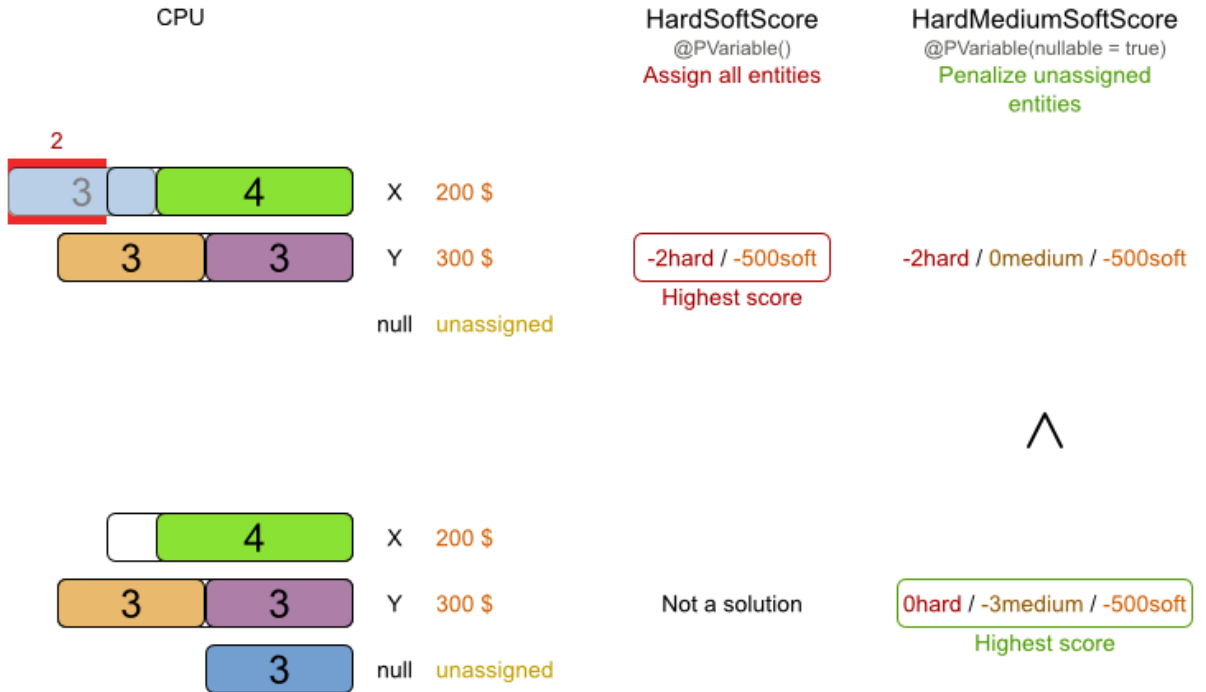 CPU
HardSoftScore
HardMediumSoftScore
@PVariable()
@PVariable(nullable = true)
Assign all entities
Penalize unassigned
entities
2
3 4 X 200 $
3 3 Y 300 $ -2hard / -500soft -2hard / 0medium / -500soft
Highest score
null unassigned
4 X 200 $
3 3 Y 300 $ Not a solution 0hard / -3medium / -500soft
Highest score
3 null unassigned